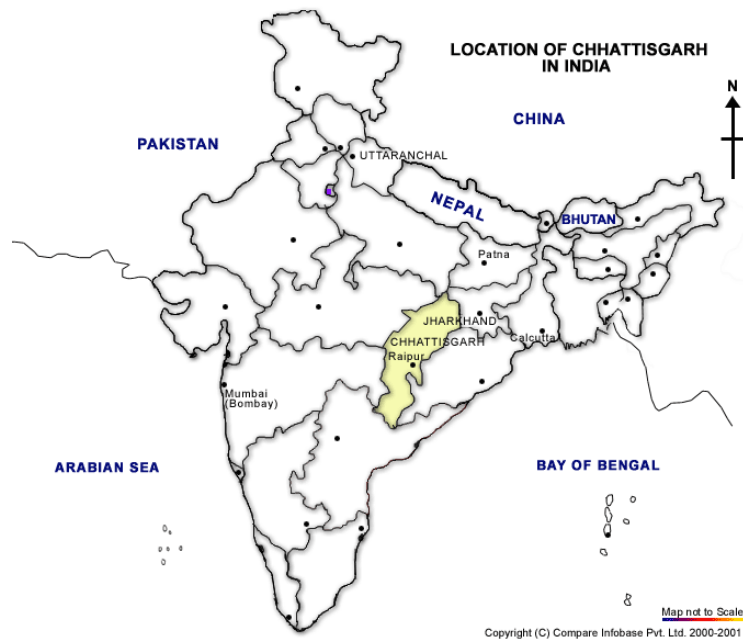 LOCATION OF CHHATTISGARH
IN INDIA
N
CHINA
PAKISTAN
UTTARANCHAL
NEPAL
BHUTAN
Patna
JHARKHAND
CHHATTISGARH
Calcutta
Raipur
Mumbai
(Bombay)
ARABIAN SEA
BAY OF BENGAL
Map not to Scale
Copyright (C) Compare Infobase Pvt. Ltd. 2000-2001